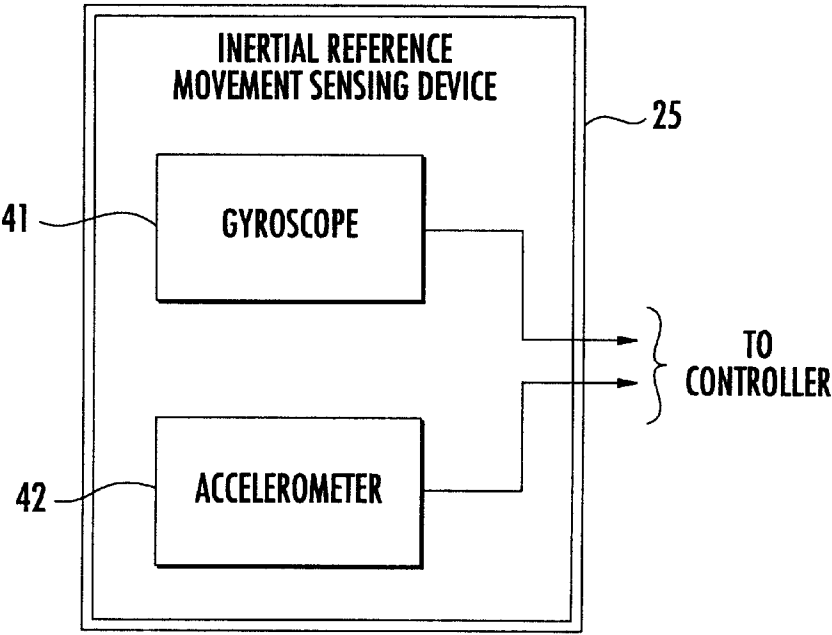 INERTIAL REFERENCE
MOVEMENT SENSING DEVICE
25
41
GYROSCOPE
TO
CONTROLLER
42
ACCELEROMETER